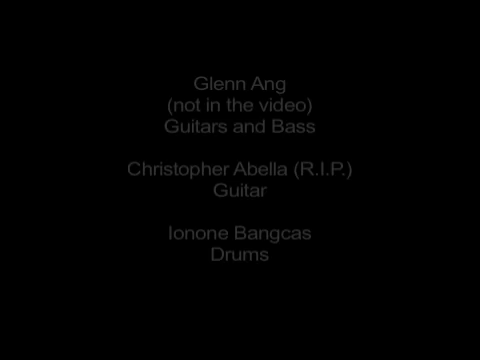 Glenn Ang
(not in the video)
Guitars and Bass
Christopher Abella (R.I.P.)
Guitar
Ionone Bangcas
Drums